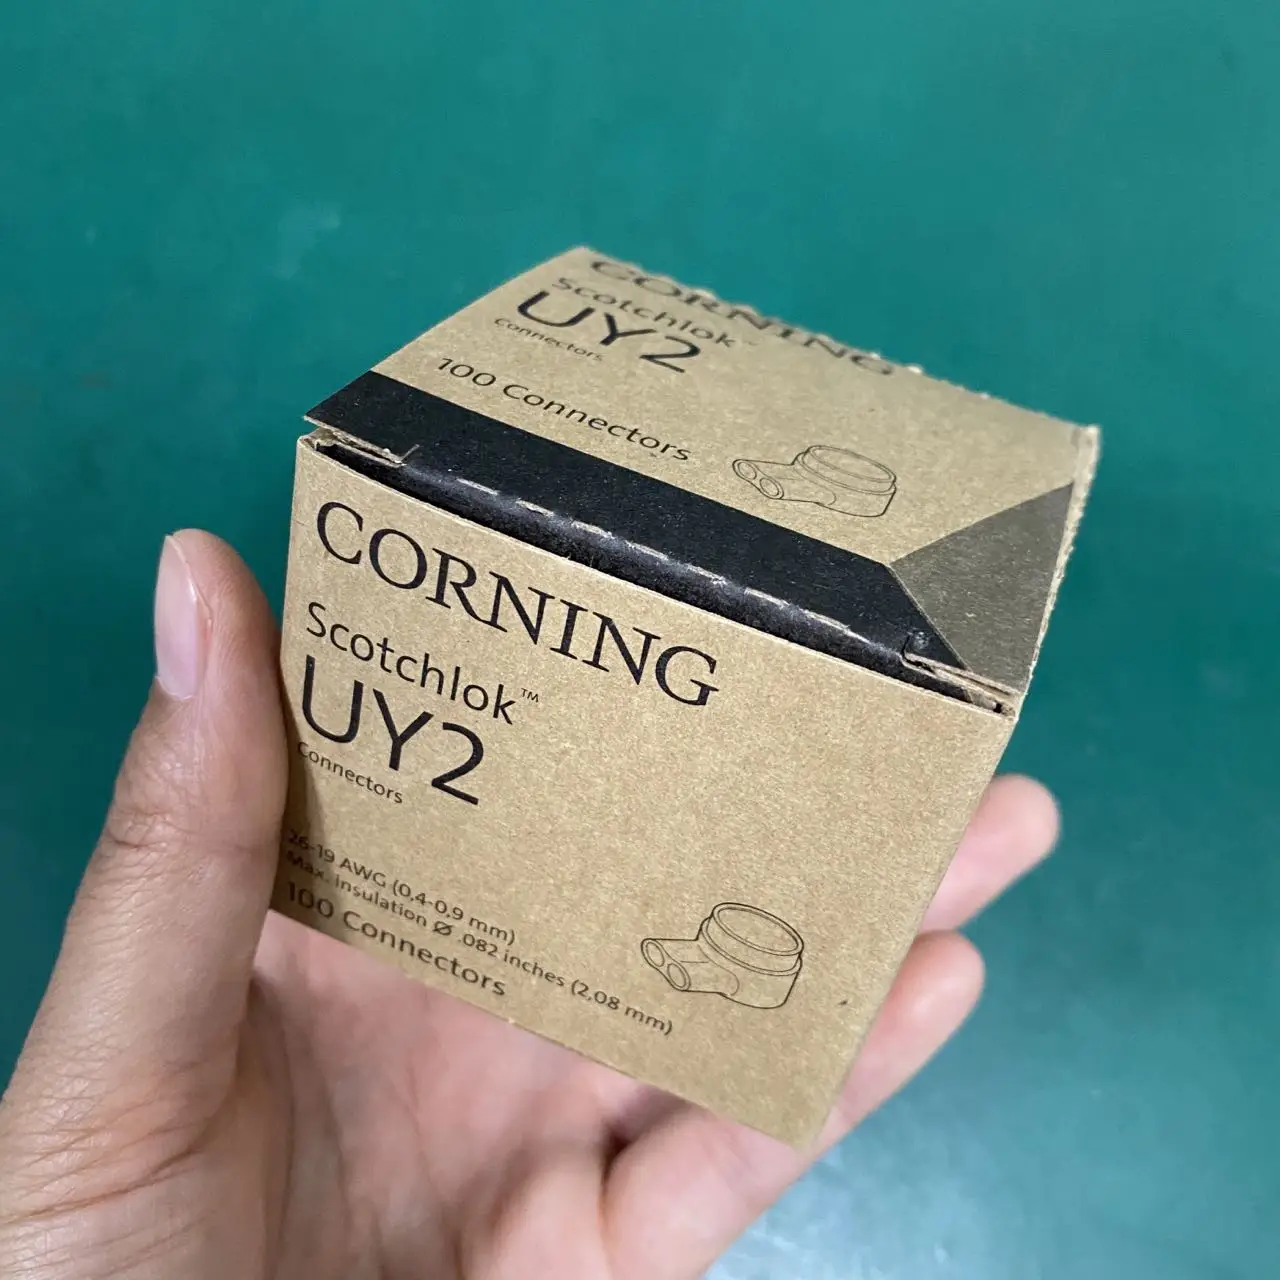 CORNING
Scotchlok™
UY2
Connectors
100 Connectors
CORNING
Scotchlok™
UY2
Connectors
26-19 AWG (0,4-0,9 mm)
Max. Insulation Ø .082 inches (2,08 mm)
100 Connectors